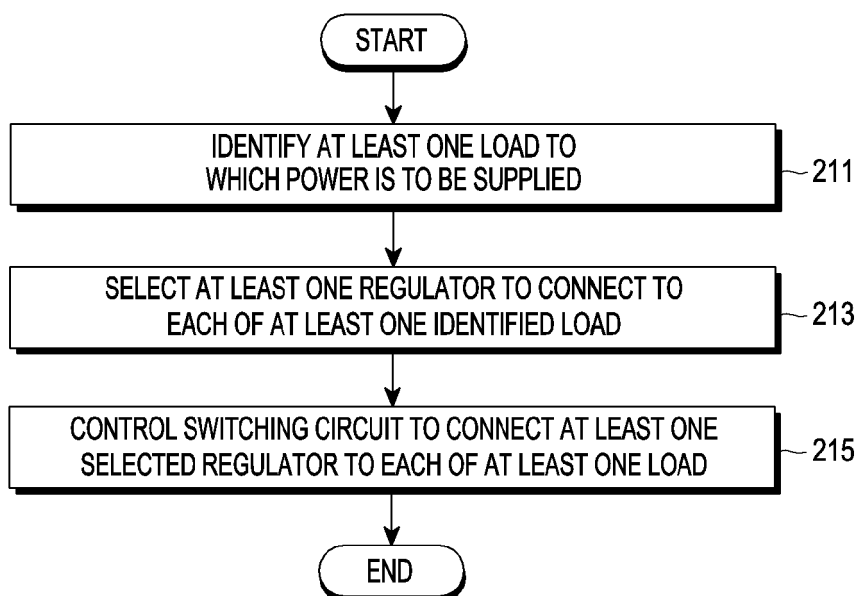 START
IDENTIFY AT LEAST ONE LOAD TO
WHICH POWER IS TO BE SUPPLIED
211
SELECT AT LEAST ONE REGULATOR TO CONNECT TO
EACH OF AT LEAST ONE IDENTIFIED LOAD
213
CONTROL SWITCHING CIRCUIT TO CONNECT AT LEAST ONE
SELECTED REGULATOR TO EACH OF AT LEAST ONE LOAD
215
END